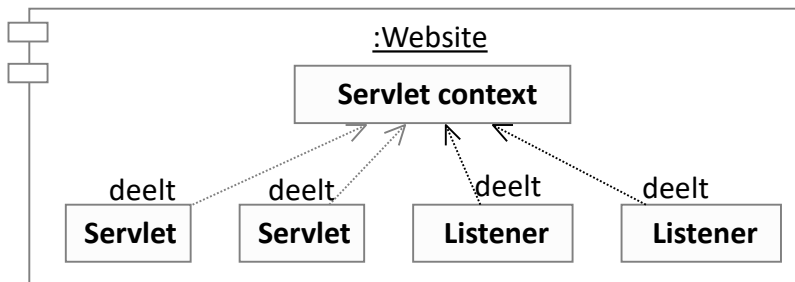 :Website
Servlet context
deelt deelt deelt deelt
Servlet Servlet Listener Listener